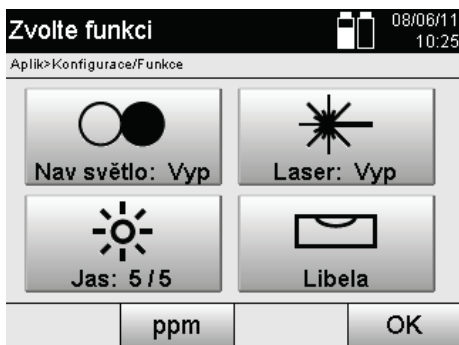 Zvolte funkci
08/06/11
10:25
Aplik>Konfigurace/Funkce
Nav světlo: Vyp
Laser: Vyp
Jas: 5/5
Libela
ppm
OK